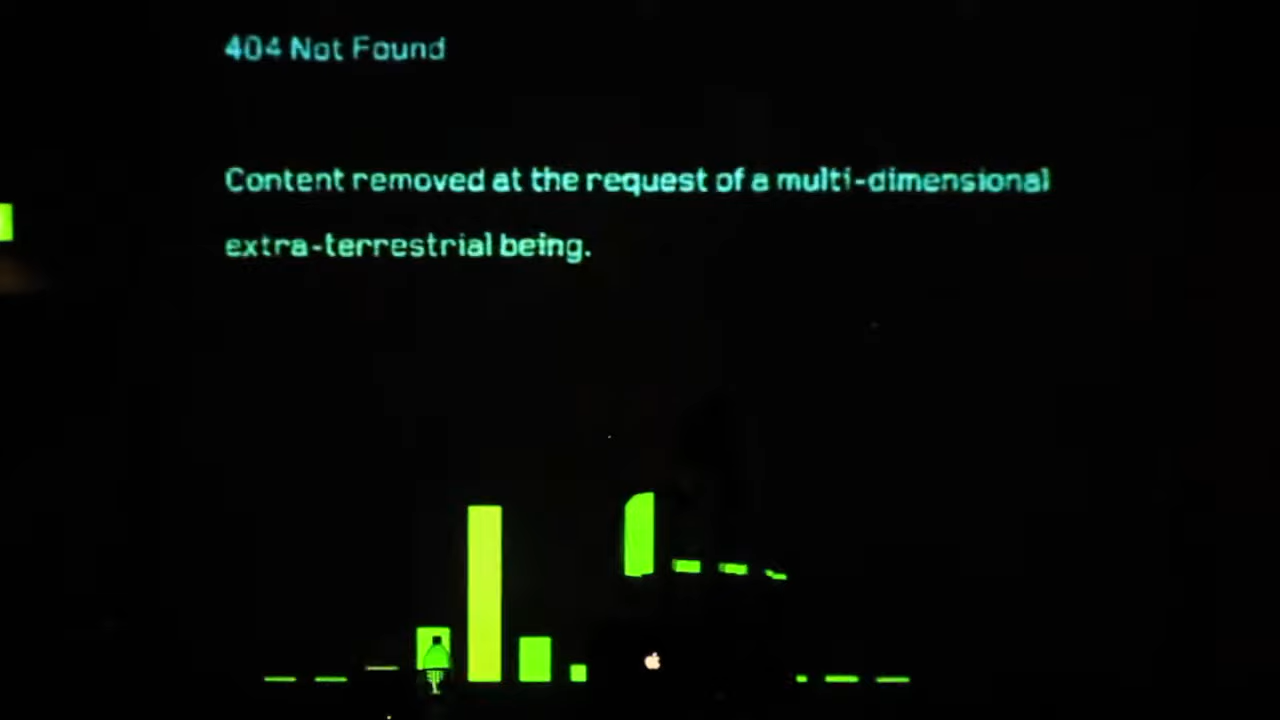 404 Not Found
Content removed at the request of a multi-dimensional
extra-terrestrial being.